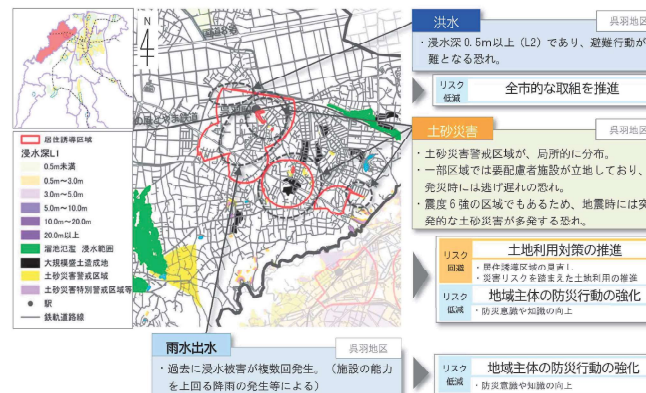 N
居住誘導区域
浸水深L1
0.5m未満
0.5m～3.0m
3.0m～5.0m
5.0m～10.0m
10.0m～20.0m
20.0m以上
溜池氾濫 浸水範囲
大規模盛土造成地
土砂災害警戒区域
土砂災害特別警戒区域等
駅
鉄道路線
洪水
呉羽地区
・浸水深0.5m以上（L2）であり、避難行動が
難となる恐れ。
リスク
低減
全市的な取組を推進
土砂災害
呉羽地区
・土砂災害警戒区域が、局所的に分布。
・一部区域では要配慮者施設が立地しており、
発災時には逃げ遅れの恐れ。
・震度6強の区域でもあるため、地震時には突
発的な土砂災害が多発する恐れ。
リスク
回避
土地利用対策の推進
・居住誘導区域の見直し
・災害リスクを踏まえた土地利用の推進
リスク
低減
地域主体の防災行動の強化
・防災意識や知識の向上
雨水出水
呉羽地区
・過去に浸水被害が複数回発生。（施設の能力
を上回る降雨の発生等による）
リスク
低減
地域主体の防災行動の強化
・防災意識や知識の向上